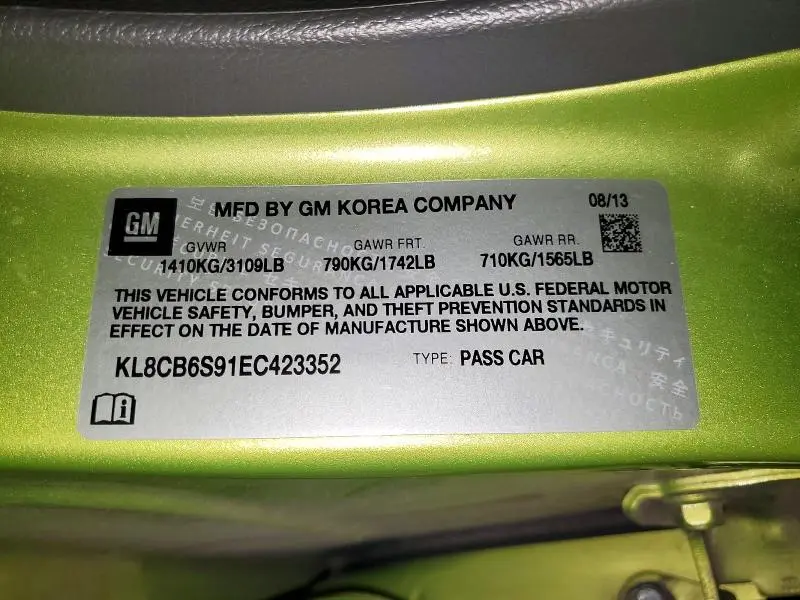 GM
MFD BY GM KOREA COMPANY
08/13
GVWR GAWR FRT. GAWR RR.
1410KG/3109LB 790KG/1742LB 710KG/1565LB
THIS VEHICLE CONFORMS TO ALL APPLICABLE U.S. FEDERAL MOTOR
VEHICLE SAFETY, BUMPER, AND THEFT PREVENTION STANDARDS IN
EFFECT ON THE DATE OF MANUFACTURE SHOWN ABOVE.
KL8CB6S91EC423352 TYPE: PASS CAR